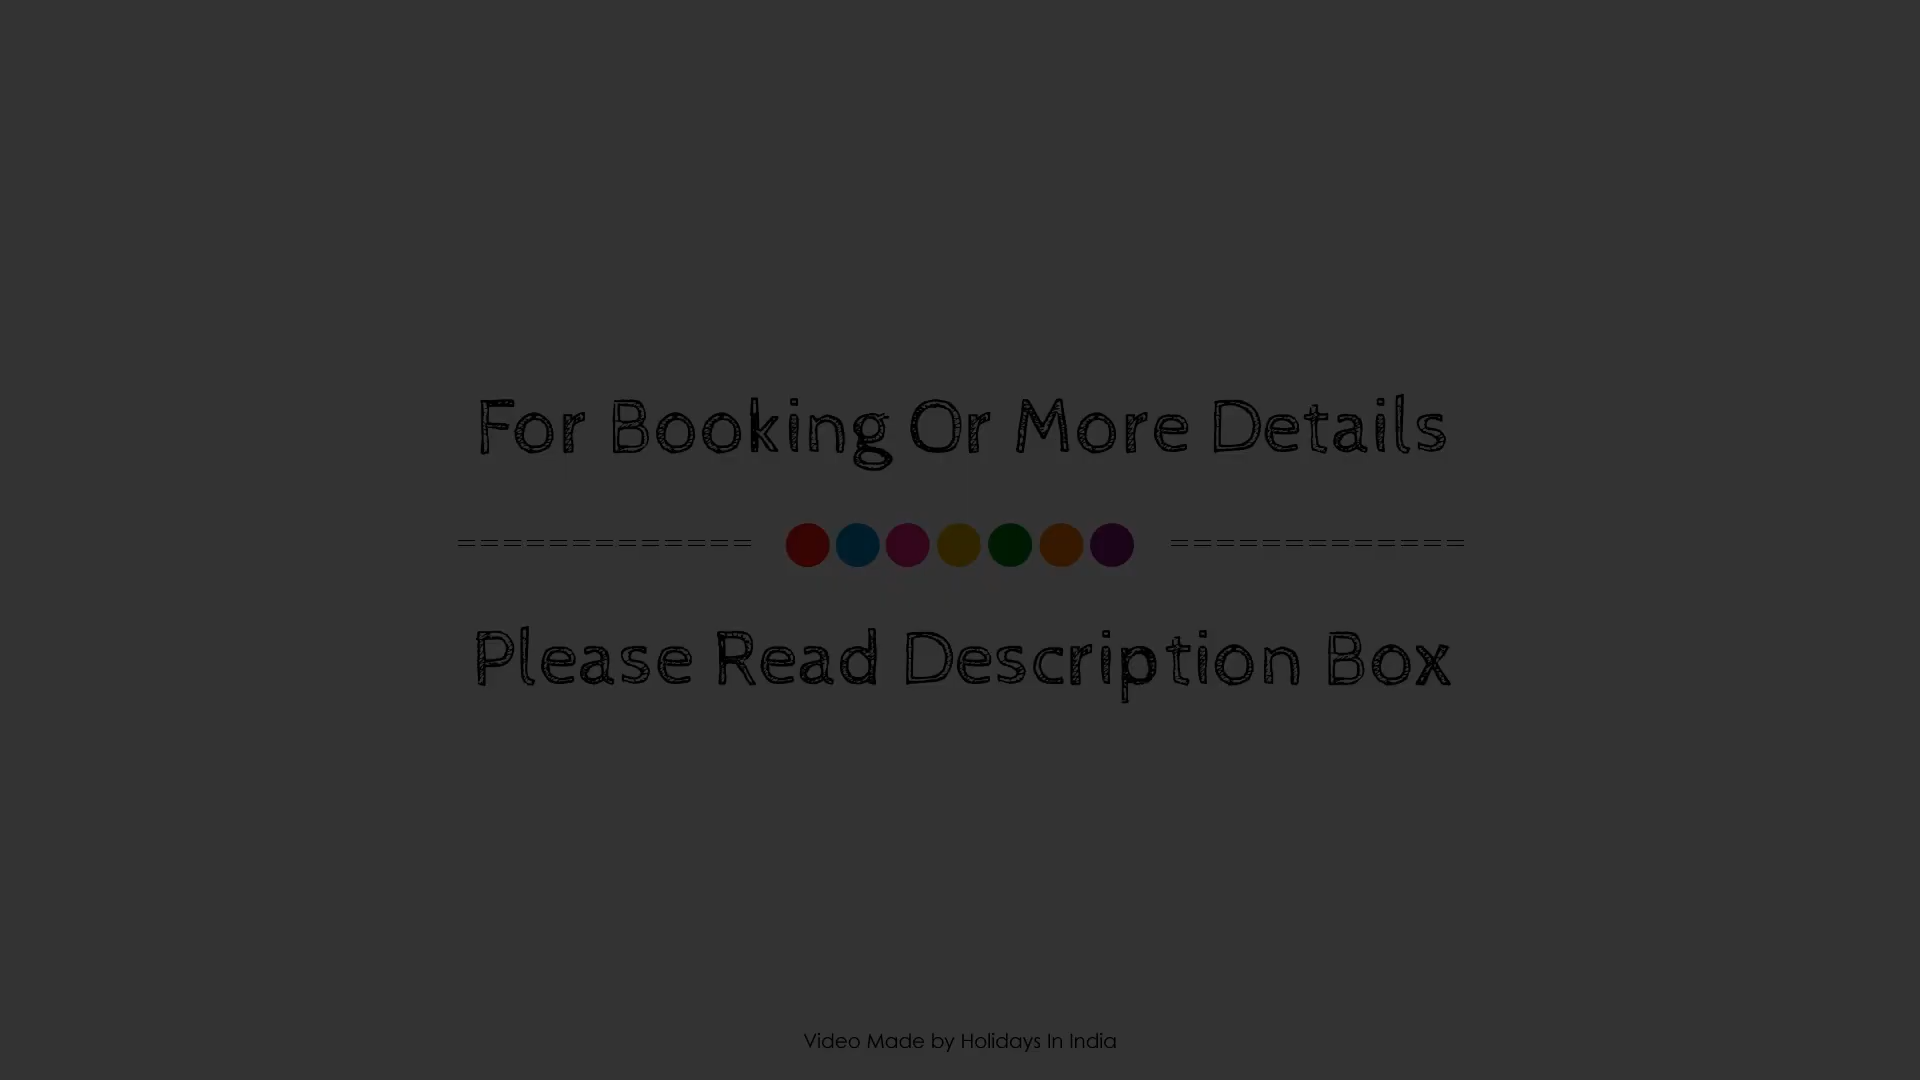 For Booking Or More Details
============= =============
Please Read Description Box
Video Made by Holidays In India